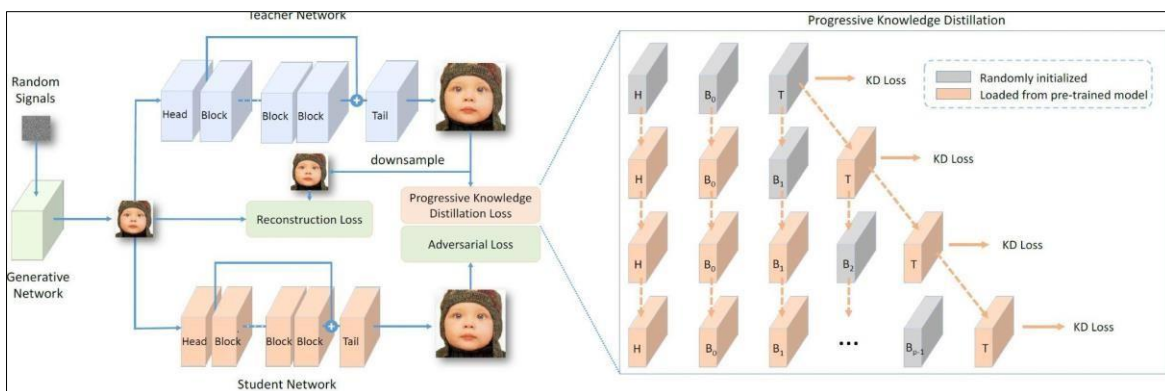 Teacher Network
Random
Signals
Head
Block
Block
Block
Tail
downsample
Reconstruction Loss
Progressive Knowledge
Distillation Loss
Adversarial Loss
Generative
Network
Head
Block
Block
Block
Tail
Student Network
Progressive Knowledge Distillation
H
B₀
T
KD Loss
Randomly initialized
Loaded from pre-trained model
H
B₀
B₁
T
KD Loss
H
B₀
B₁
B₂
T
KD Loss
H
B₀
B₁
...
Bₚ₋₁
T
KD Loss